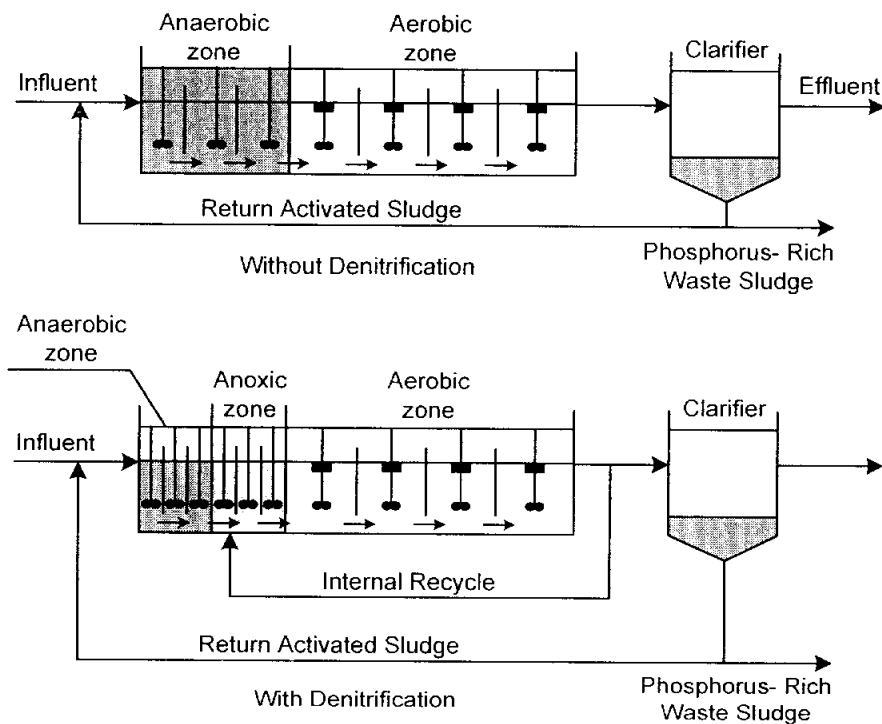 Anaerobic
zone
Aerobic
zone
Clarifier
Influent
Effluent
Return Activated Sludge
Phosphorus- Rich
Waste Sludge
Without Denitrification
Anaerobic
zone
Anoxic
zone
Aerobic
zone
Clarifier
Influent
Internal Recycle
Return Activated Sludge
Phosphorus- Rich
Waste Sludge
With Denitrification